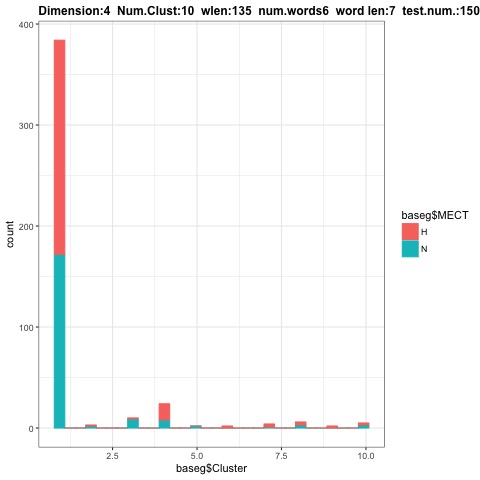 Dimension:4 Num.Clust:10 wlen:135 num.words6 word len:7 test.num.:150
400
300
200
100
0
count
2.5 5.0 7.5 10.0
baseg$Cluster
baseg$MECT
H
N